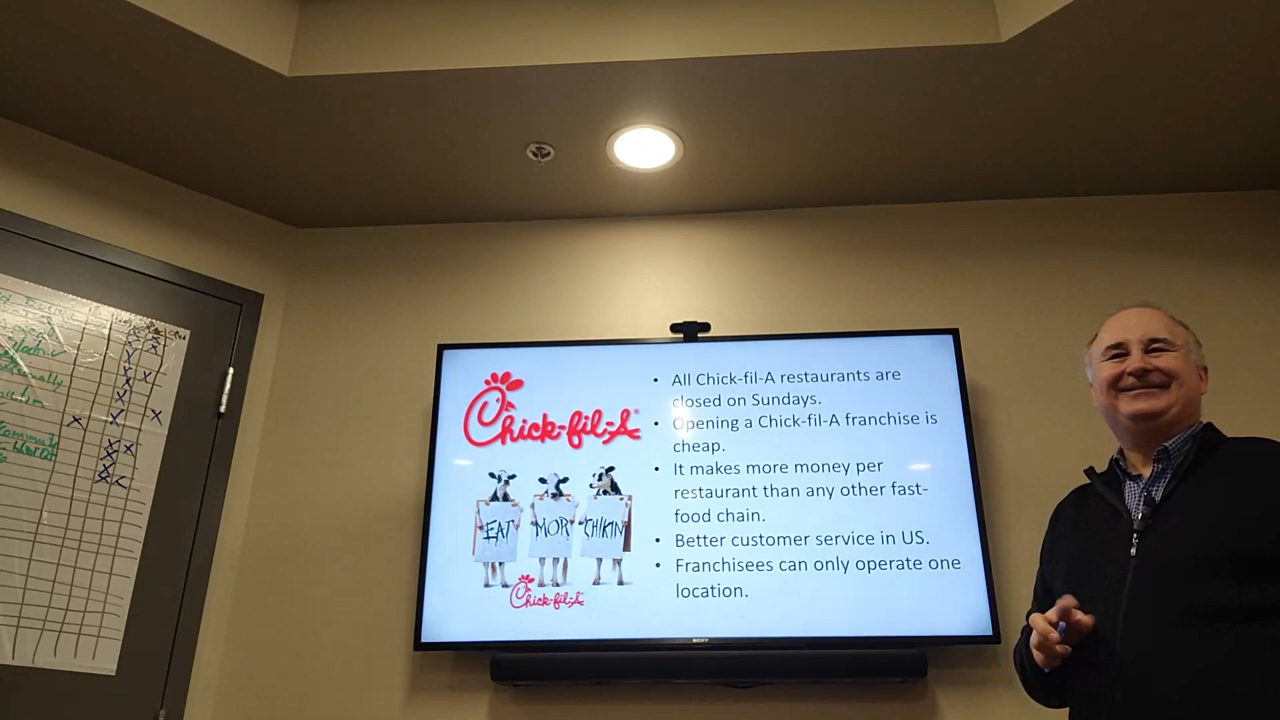 Chick-fil-A®
EAT MOR CHIKIN
Chick-fil-A
• All Chick-fil-A restaurants are
closed on Sundays.
• Opening a Chick-fil-A franchise is
cheap.
• It makes more money per
restaurant than any other fast-
food chain.
• Better customer service in US.
• Franchisees can only operate one
location.
SONY